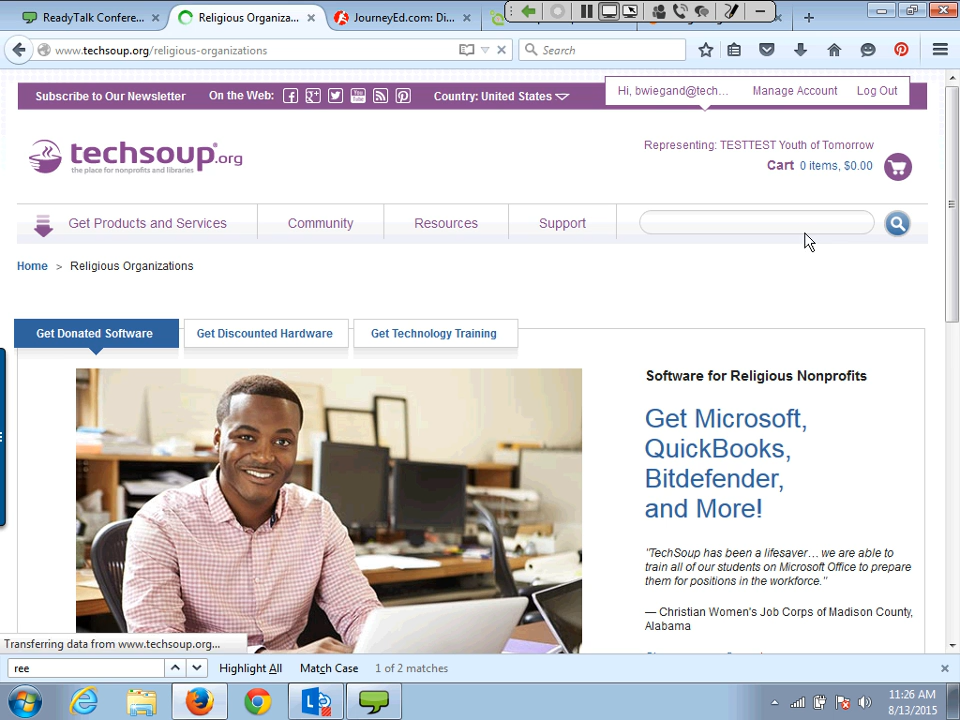 ReadyTalk Confere...
Religious Organiza...
JourneyEd.com: Di...
www.techsoup.org/religious-organizations
Search
Subscribe to Our Newsletter
On the Web:
Country: United States
Hi, bwiegand@tech...
Manage Account
Log Out
techsoup.org
the place for nonprofits and libraries
Representing: TESTTEST Youth of Tomorrow
Cart 0 items, $0.00
Get Products and Services
Community
Resources
Support
Home > Religious Organizations
Get Donated Software
Get Discounted Hardware
Get Technology Training
Software for Religious Nonprofits
Get Microsoft,
QuickBooks,
Bitdefender,
and More!
"TechSoup has been a lifesaver…we are able to
train all of our students on Microsoft Office to prepare
them for positions in the workforce."
— Christian Women's Job Corps of Madison County,
Alabama
Transferring data from www.techsoup.org...
ree
Highlight All
Match Case
1 of 2 matches
11:26 AM
8/13/2015